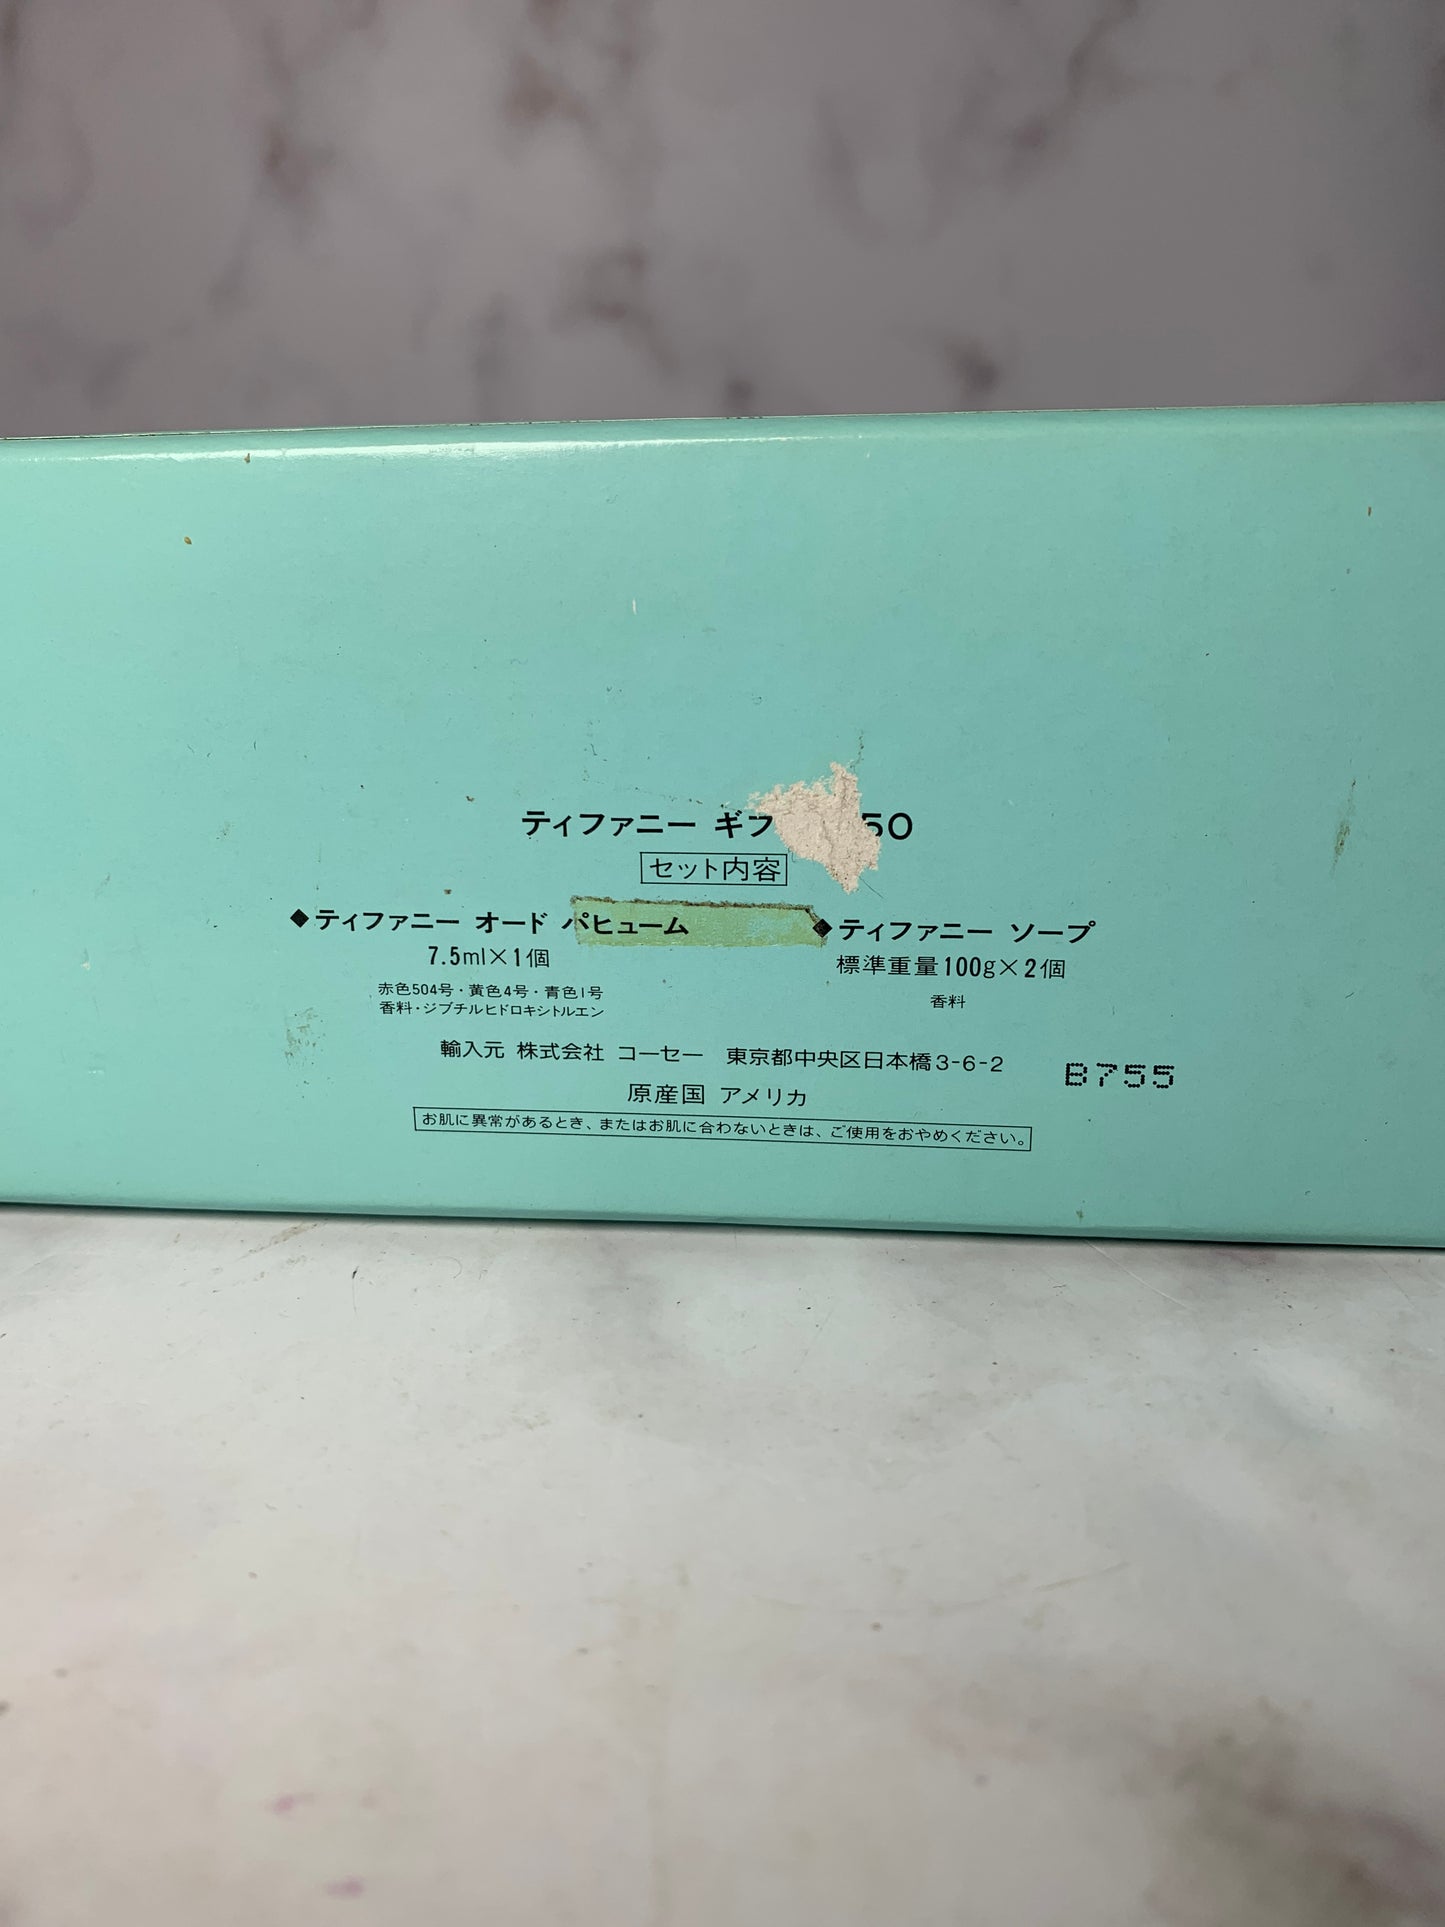 ティファニー ギフ 50
セット内容
◆ティファニー オード パヒューム
7.5ml×1個
赤色504号・黄色4号・青色1号
香料・ジブチルヒドロキシトルエン
◆ティファニー ソープ
標準重量100g×2個
香料
輸入元 株式会社 コーセー 東京都中央区日本橋3-6-2
B755
原産国 アメリカ
お肌に異常があるとき、またはお肌に合わないときは、ご使用をおやめください。